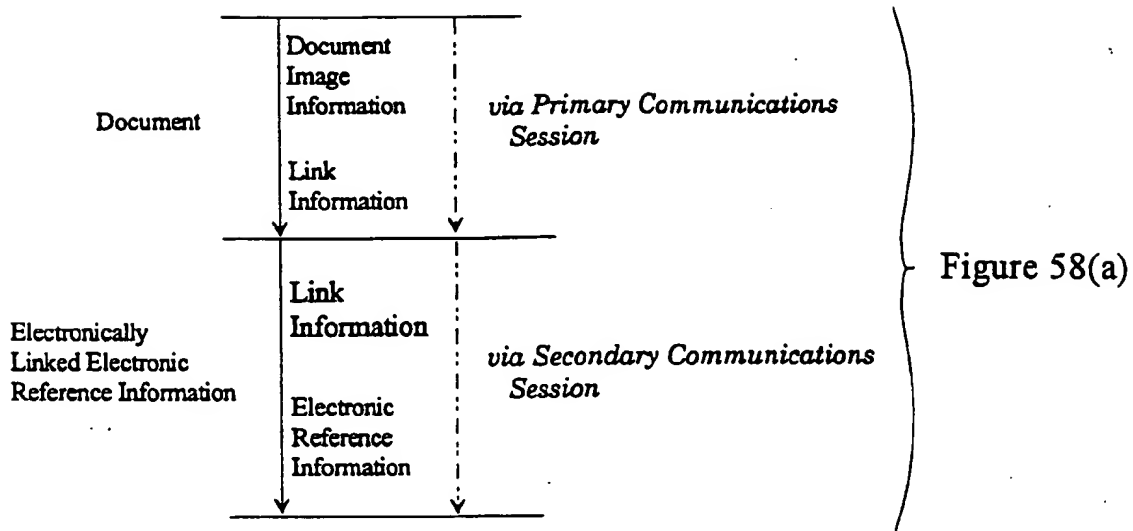 Document
Image
Information
Document
via Primary Communications
Session
Link
Information
Figure 58(a)
Link
Information
Electronically
Linked Electronic
Reference Information
via Secondary Communications
Session
Electronic
Reference
Information